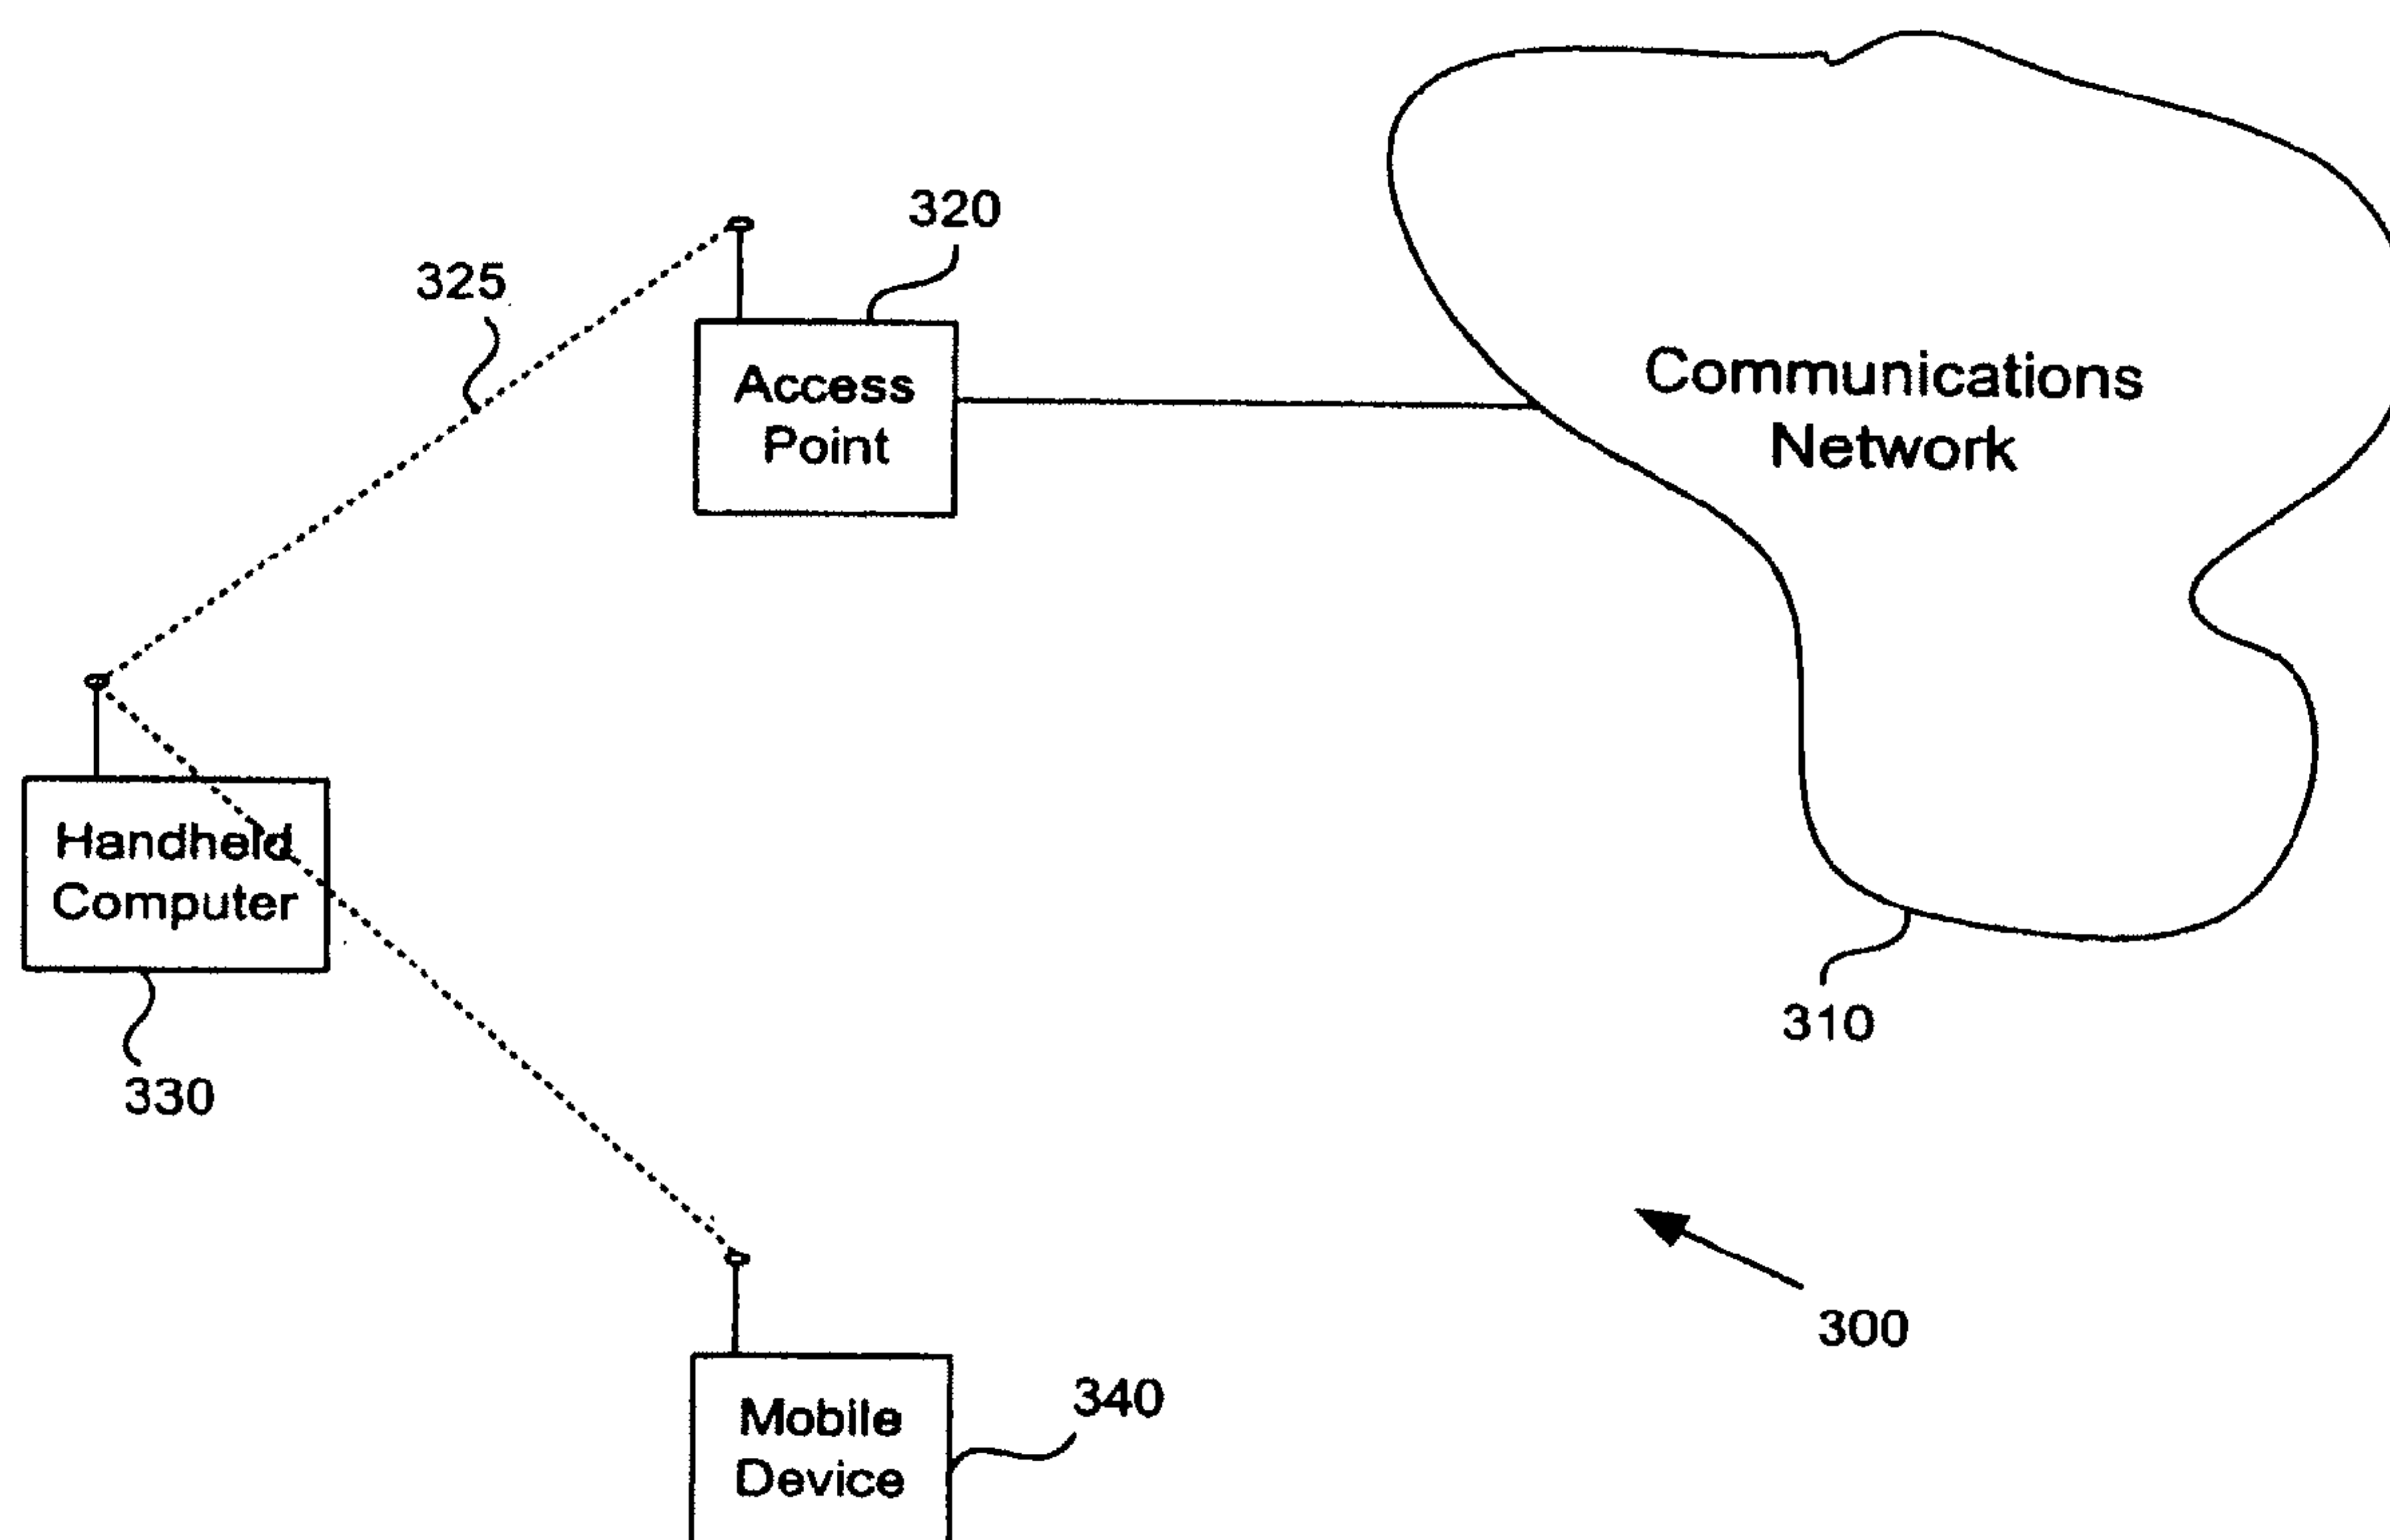 320
325
Access
Point
Communications
Network
Handheld
Computer
330
310
300
340
Mobile
Device